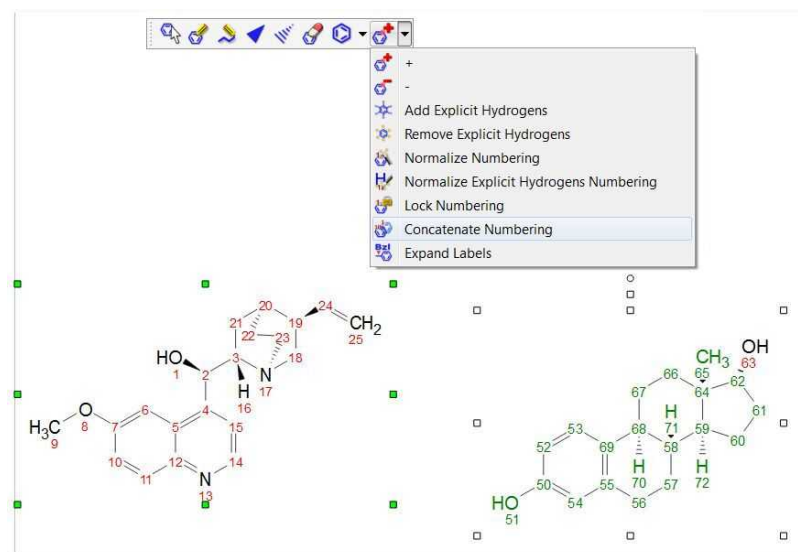 +
-
Add Explicit Hydrogens
Remove Explicit Hydrogens
Normalize Numbering
Normalize Explicit Hydrogens Numbering
Lock Numbering
Concatenate Numbering
Bzl Expand Labels
20 24
21 19 CH2
22 23 25
HO 3 18
1 2 N
H 17
16
O 6 4
H3C 8 7 5 15
9
10 12 14
11 N
13
OH
CH3 63
66 65 62
67 64
H 61
53 68 71 59
52 69 58 60
H H
50 55 70 57 72
HO 54 56
51